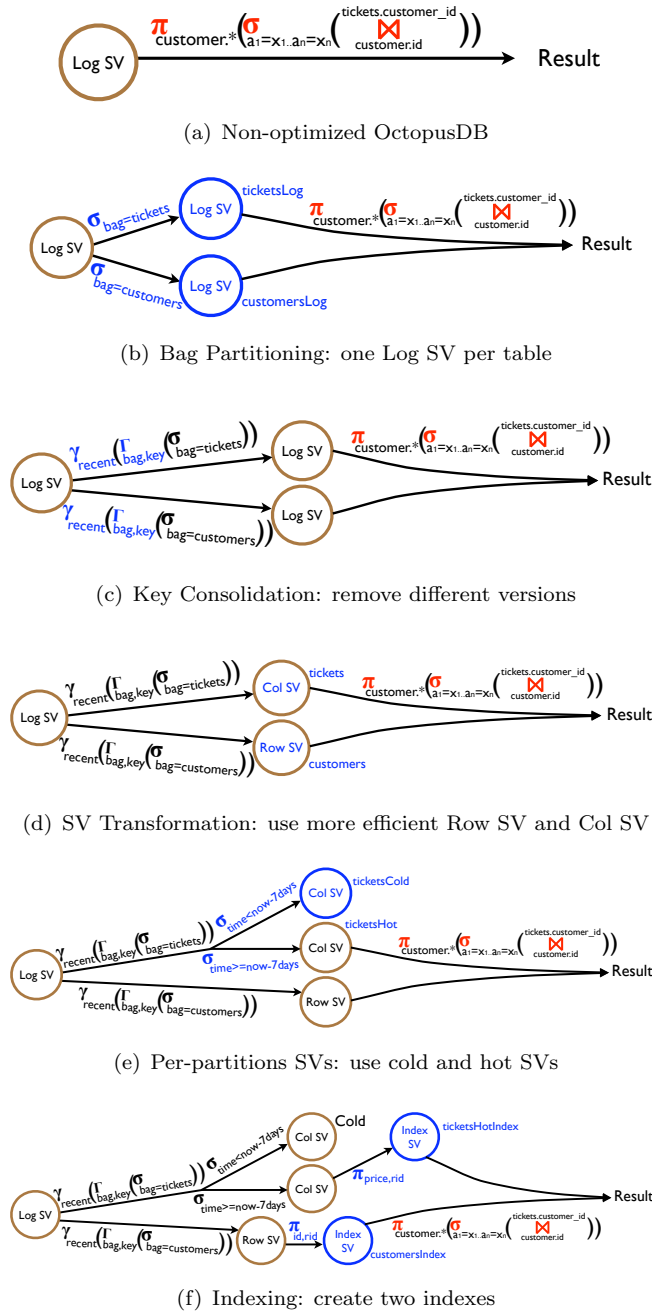 π customer.*(σ a₁=x₁..aₙ=xₙ(⋈ tickets.customer_id customer.id))
Log SV
Result
(a) Non-optimized OctopusDB
Log SV
σ bag=tickets
σ bag=customers
Log SV
ticketsLog
Log SV
customersLog
π customer.*(σ a₁=x₁..aₙ=xₙ(⋈ tickets.customer_id customer.id))
Result
(b) Bag Partitioning: one Log SV per table
Log SV
γ recent(Γ bag,key(σ bag=tickets))
γ recent(Γ bag,key(σ bag=customers))
Log SV
Log SV
π customer.*(σ a₁=x₁..aₙ=xₙ(⋈ tickets.customer_id customer.id))
Result
(c) Key Consolidation: remove different versions
Log SV
γ recent(Γ bag,key(σ bag=tickets))
γ recent(Γ bag,key(σ bag=customers))
Col SV
tickets
Row SV
customers
π customer.*(σ a₁=x₁..aₙ=xₙ(⋈ tickets.customer_id customer.id))
Result
(d) SV Transformation: use more efficient Row SV and Col SV
Log SV
γ recent(Γ bag,key(σ bag=tickets))
σ time<now-7days
σ time>=now-7days
γ recent(Γ bag,key(σ bag=customers))
Col SV
ticketsCold
Col SV
ticketsHot
Row SV
π customer.*(σ a₁=x₁..aₙ=xₙ(⋈ tickets.customer_id customer.id))
Result
(e) Per-partitions SVs: use cold and hot SVs
Log SV
γ recent(Γ bag,key(σ bag=tickets))
σ time<now-7days
σ time>=now-7days
γ recent(Γ bag,key(σ bag=customers))
Col SV
Cold
Col SV
π price,rid
Index SV
ticketsHotIndex
Row SV
π id,rid
Index SV
customersIndex
π customer.*(σ a₁=x₁..aₙ=xₙ(⋈ tickets.customer_id customer.id))
Result
(f) Indexing: create two indexes